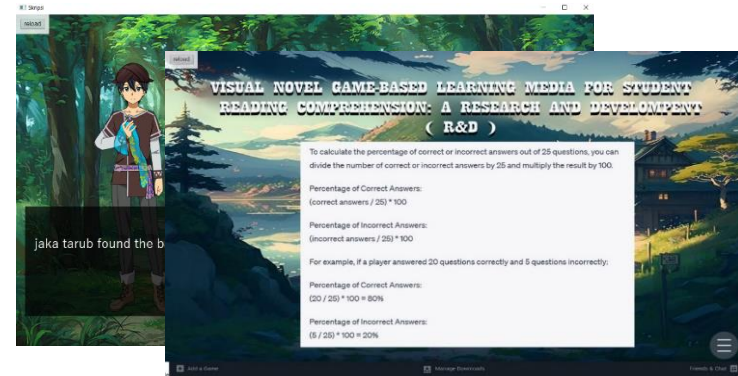 Skripsi
reload
jaka tarub found the b
reload
VISUAL NOVEL GAME-BASED LEARNING MEDIA FOR STUDENT
READING COMPREHENSION: A RESEARCH AND DEVELOMPENT
( R&D )
To calculate the percentage of correct or incorrect answers out of 25 questions, you can
divide the number of correct or incorrect answers by 25 and multiply the result by 100.
Percentage of Correct Answers:
(correct answers / 25) * 100
Percentage of Incorrect Answers:
(incorrect answers / 25) * 100
For example, if a player answered 20 questions correctly and 5 questions incorrectly:
Percentage of Correct Answers:
(20 / 25) * 100 = 80%
Percentage of Incorrect Answers:
(5 / 25) * 100 = 20%
Add a Game
Manage Downloads
Friends & Chat